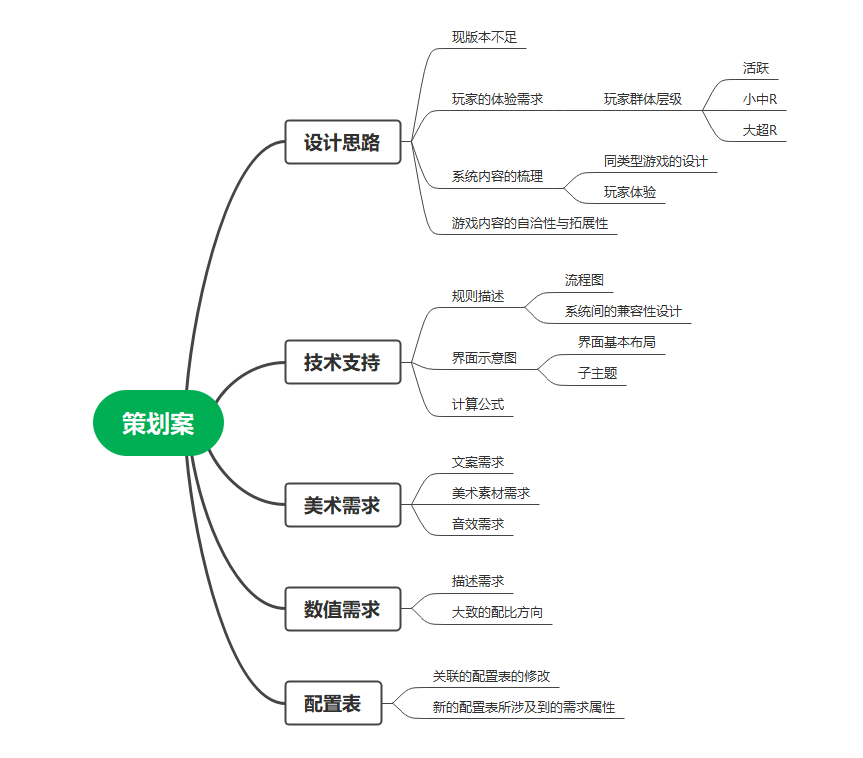 策划案
设计思路
现版本不足
玩家的体验需求
玩家群体层级
活跃
小中R
大超R
系统内容的梳理
同类型游戏的设计
玩家体验
游戏内容的自洽性与拓展性
技术支持
规则描述
流程图
系统间的兼容性设计
界面示意图
界面基本布局
子主题
计算公式
美术需求
文案需求
美术素材需求
音效需求
数值需求
描述需求
大致的配比方向
配置表
关联的配置表的修改
新的配置表所涉及到的需求属性